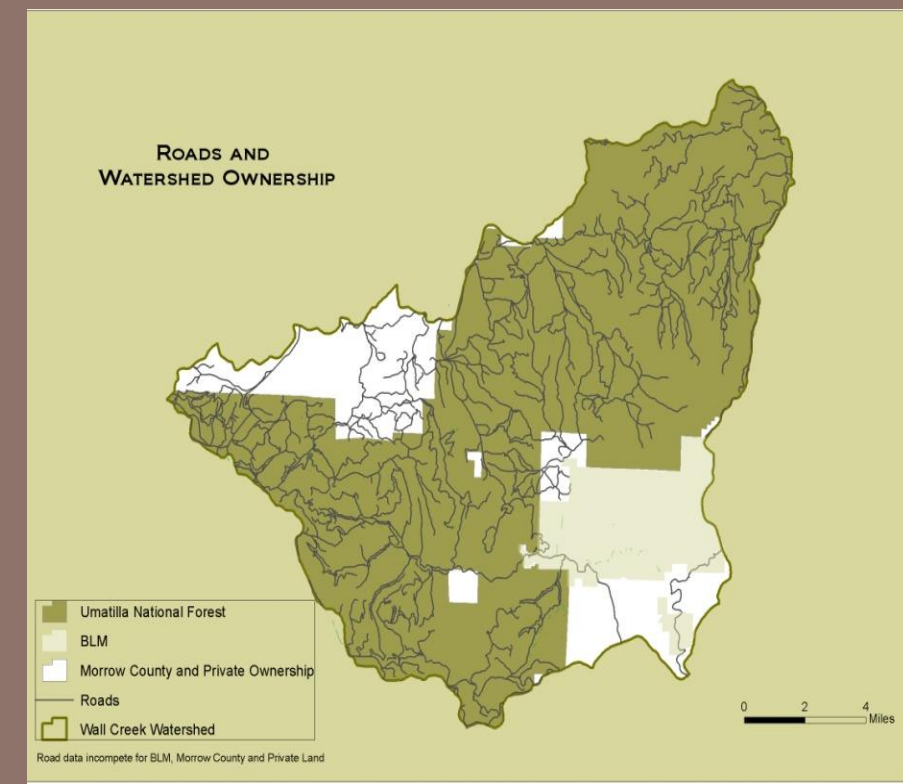 Roads and
Watershed Ownership
Umatilla National Forest
BLM
Morrow County and Private Ownership
Roads
Wall Creek Watershed
Road data incompete for BLM, Morrow County and Private Land
0 2 4
Miles